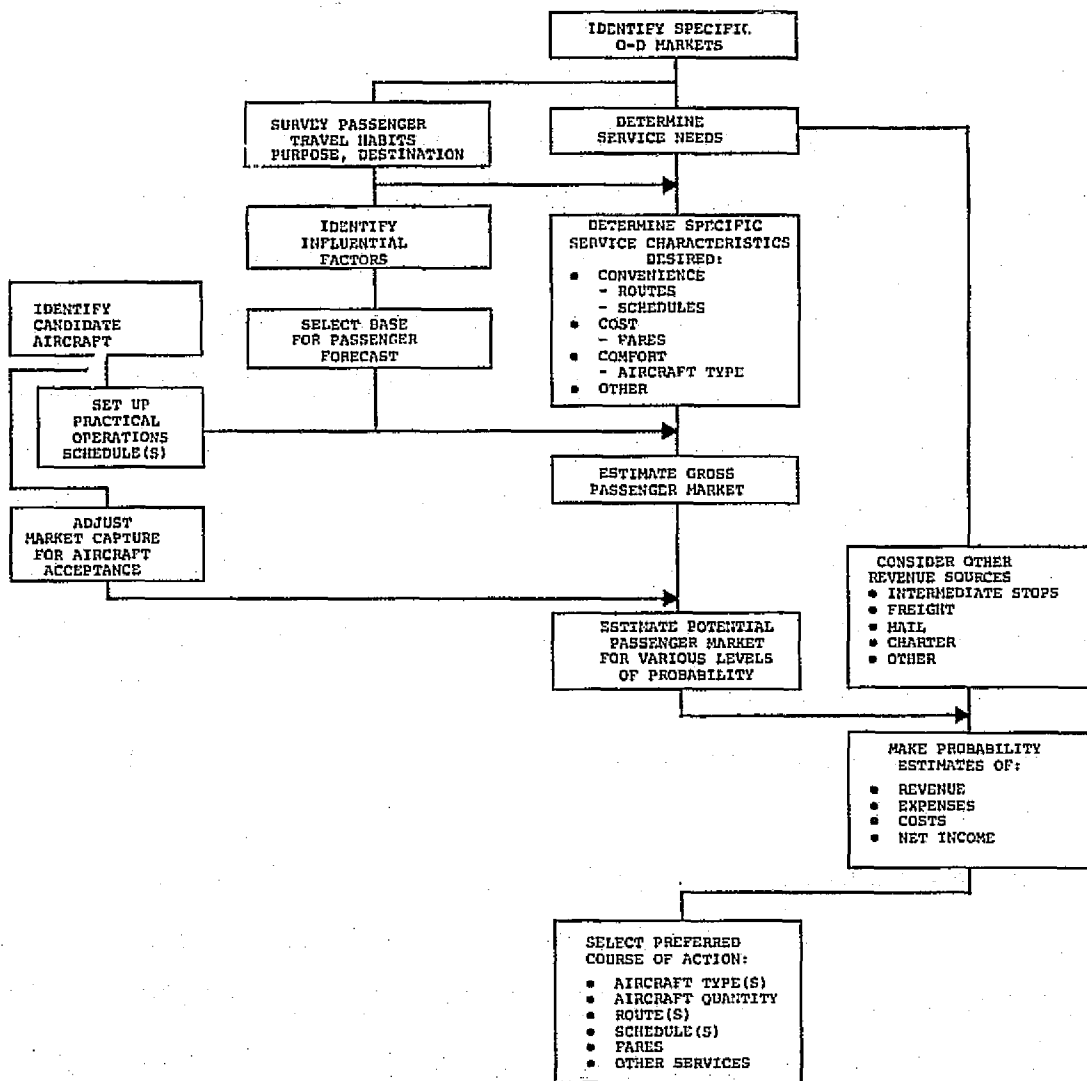 IDENTIFY SPECIFIC
O-D MARKETS
SURVEY PASSENGER
TRAVEL HABITS
PURPOSE, DESTINATION
DETERMINE
SERVICE NEEDS
IDENTIFY
INFLUENTIAL
FACTORS
DETERMINE SPECIFIC
SERVICE CHARACTERISTICS
DESIRED:
• CONVENIENCE
- ROUTES
- SCHEDULES
• COST
- FARES
• COMFORT
- AIRCRAFT TYPE
• OTHER
IDENTIFY
CANDIDATE
AIRCRAFT
SELECT BASE
FOR PASSENGER
FORECAST
SET UP
PRACTICAL
OPERATIONS
SCHEDULE(S)
ESTIMATE GROSS
PASSENGER MARKET
ADJUST
MARKET CAPTURE
FOR AIRCRAFT
ACCEPTANCE
CONSIDER OTHER
REVENUE SOURCES
• INTERMEDIATE STOPS
• FREIGHT
• MAIL
• CHARTER
• OTHER
ESTIMATE POTENTIAL
PASSENGER MARKET
FOR VARIOUS LEVELS
OF PROBABILITY
MAKE PROBABILITY
ESTIMATES OF:
• REVENUE
• EXPENSES
• COSTS
• NET INCOME
SELECT PREFERRED
COURSE OF ACTION:
• AIRCRAFT TYPE(S)
• AIRCRAFT QUANTITY
• ROUTE(S)
• SCHEDULE(S)
• FARES
• OTHER SERVICES